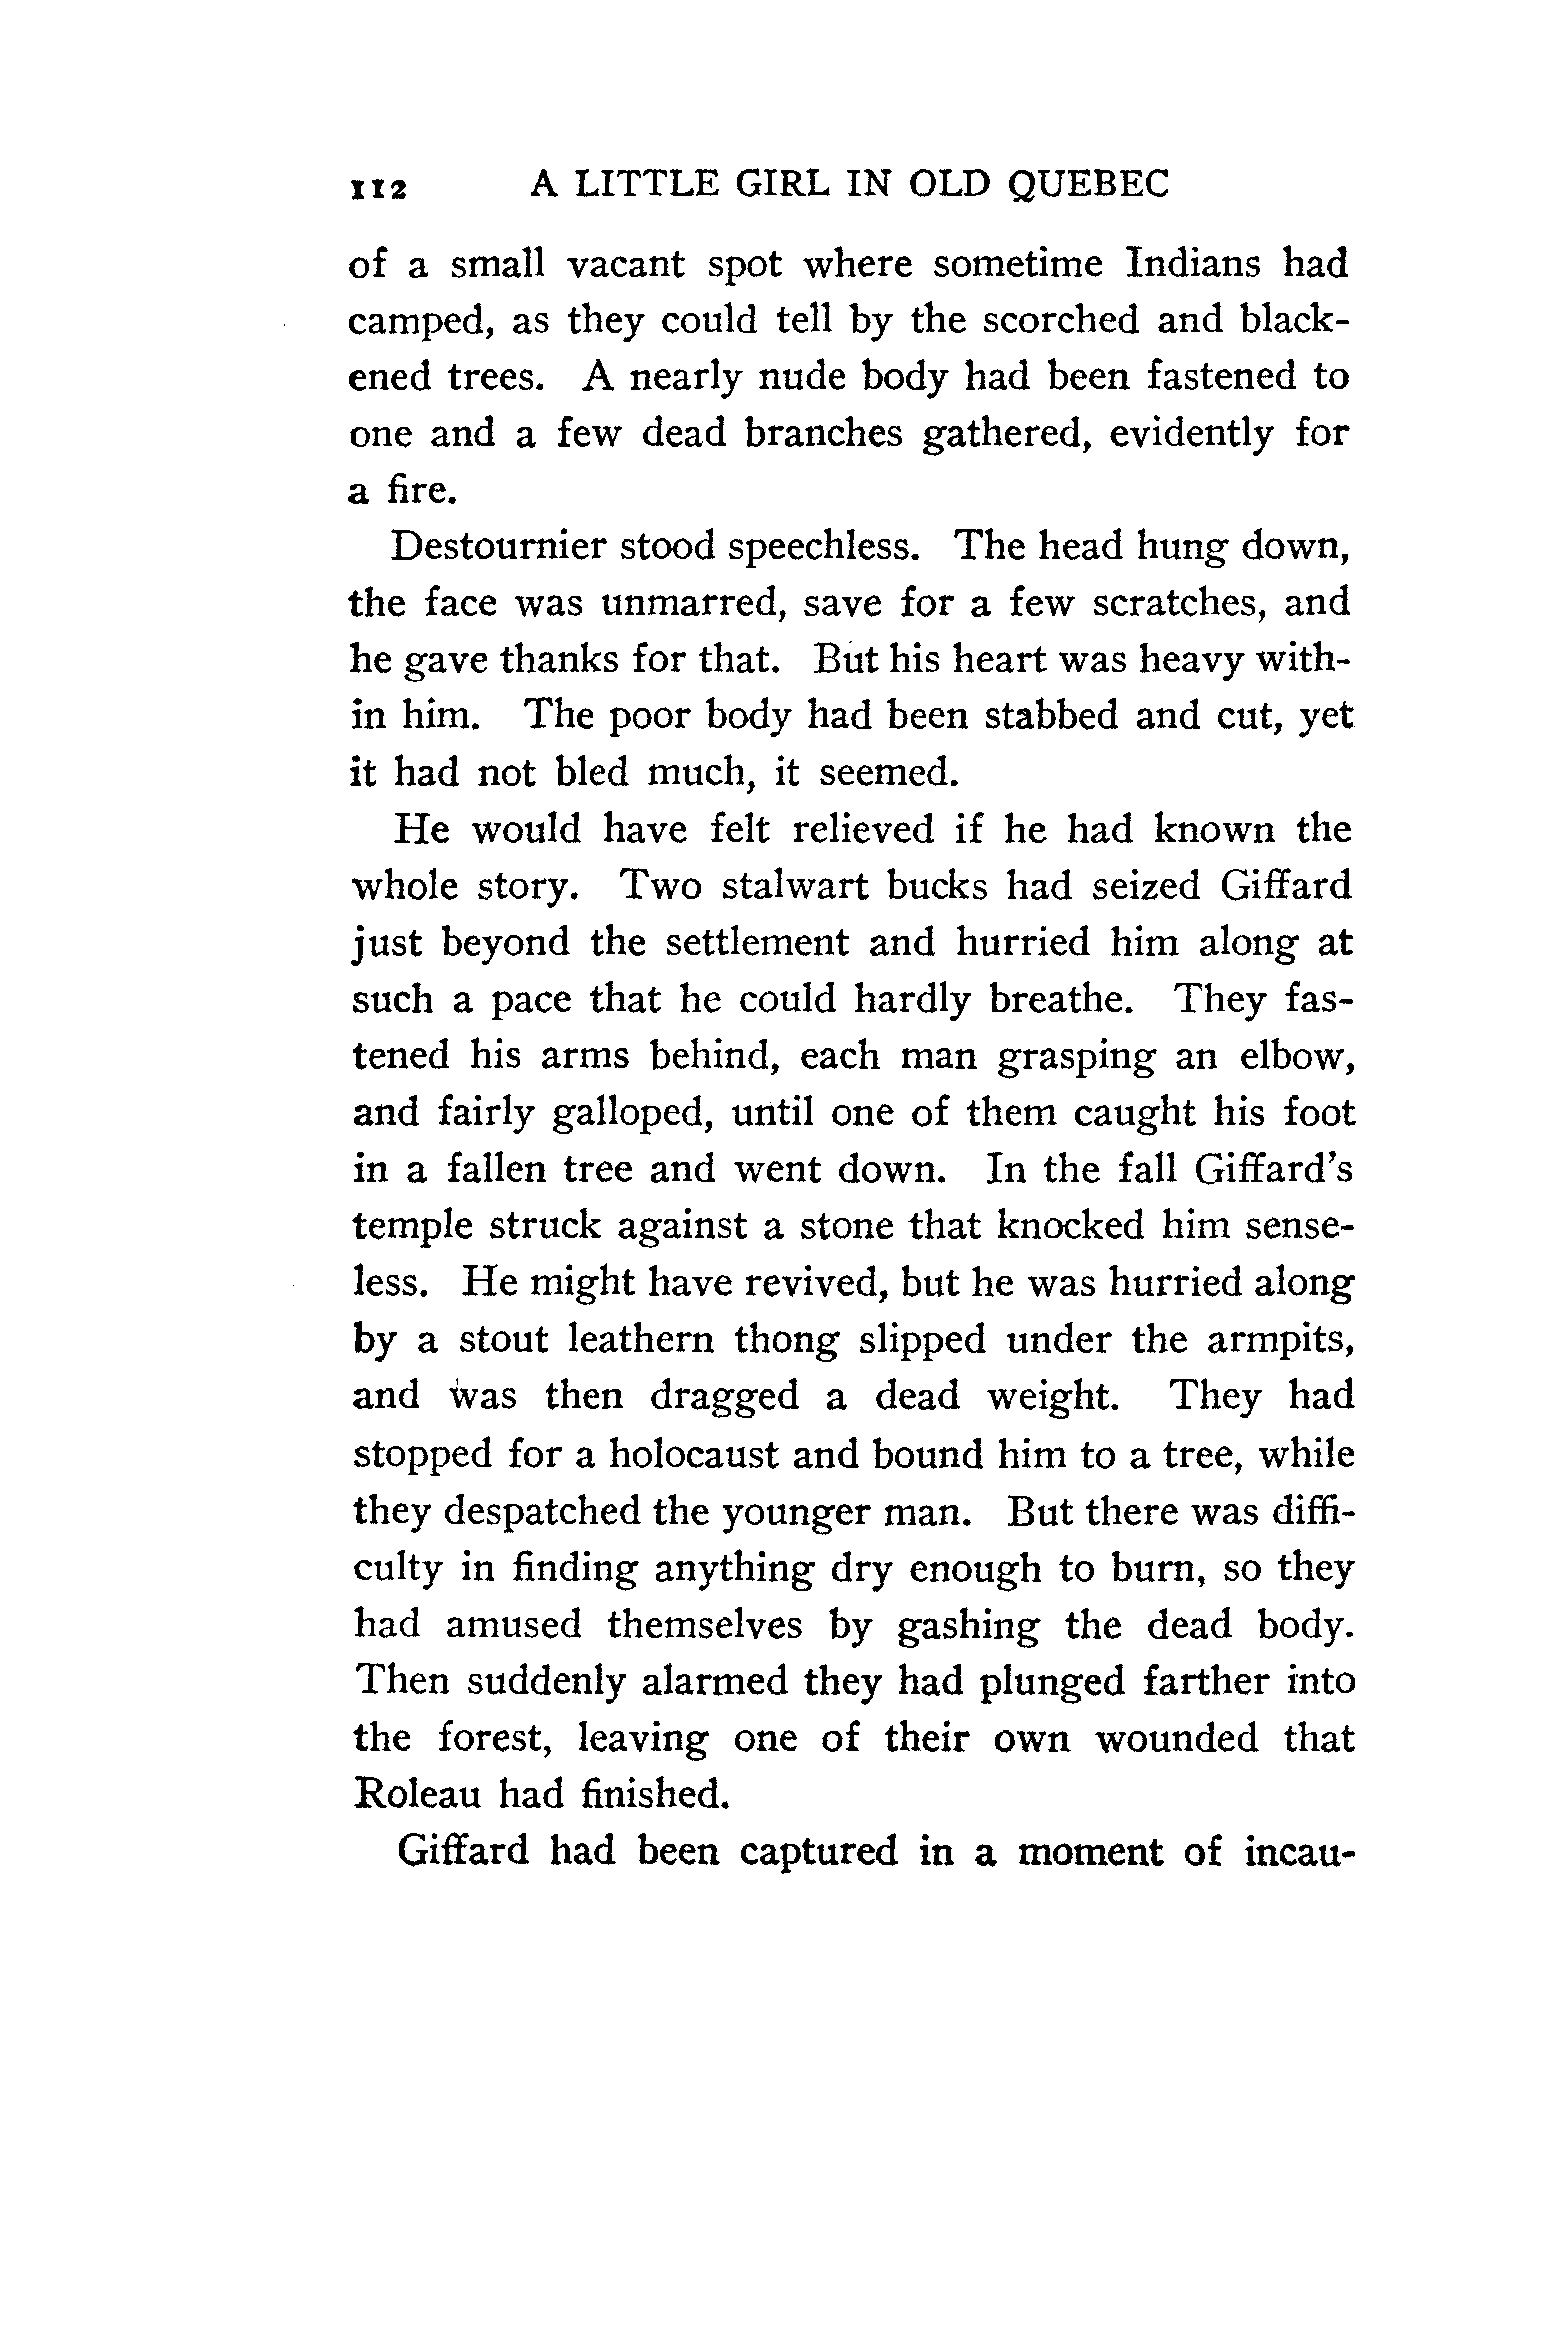 112 A LITTLE GIRL IN OLD QUEBEC
of a small vacant spot where sometime Indians had
camped, as they could tell by the scorched and black-
ened trees. A nearly nude body had been fastened to
one and a few dead branches gathered, evidently for
a fire.
Destournier stood speechless. The head hung down,
the face was unmarred, save for a few scratches, and
he gave thanks for that. But his heart was heavy with-
in him. The poor body had been stabbed and cut, yet
it had not bled much, it seemed.
He would have felt relieved if he had known the
whole story. Two stalwart bucks had seized Giffard
just beyond the settlement and hurried him along at
such a pace that he could hardly breathe. They fas-
tened his arms behind, each man grasping an elbow,
and fairly galloped, until one of them caught his foot
in a fallen tree and went down. In the fall Giffard's
temple struck against a stone that knocked him sense-
less. He might have revived, but he was hurried along
by a stout leathern thong slipped under the armpits,
and was then dragged a dead weight. They had
stopped for a holocaust and bound him to a tree, while
they despatched the younger man. But there was diffi-
culty in finding anything dry enough to burn, so they
had amused themselves by gashing the dead body.
Then suddenly alarmed they had plunged farther into
the forest, leaving one of their own wounded that
Roleau had finished.
Giffard had been captured in a moment of incau-